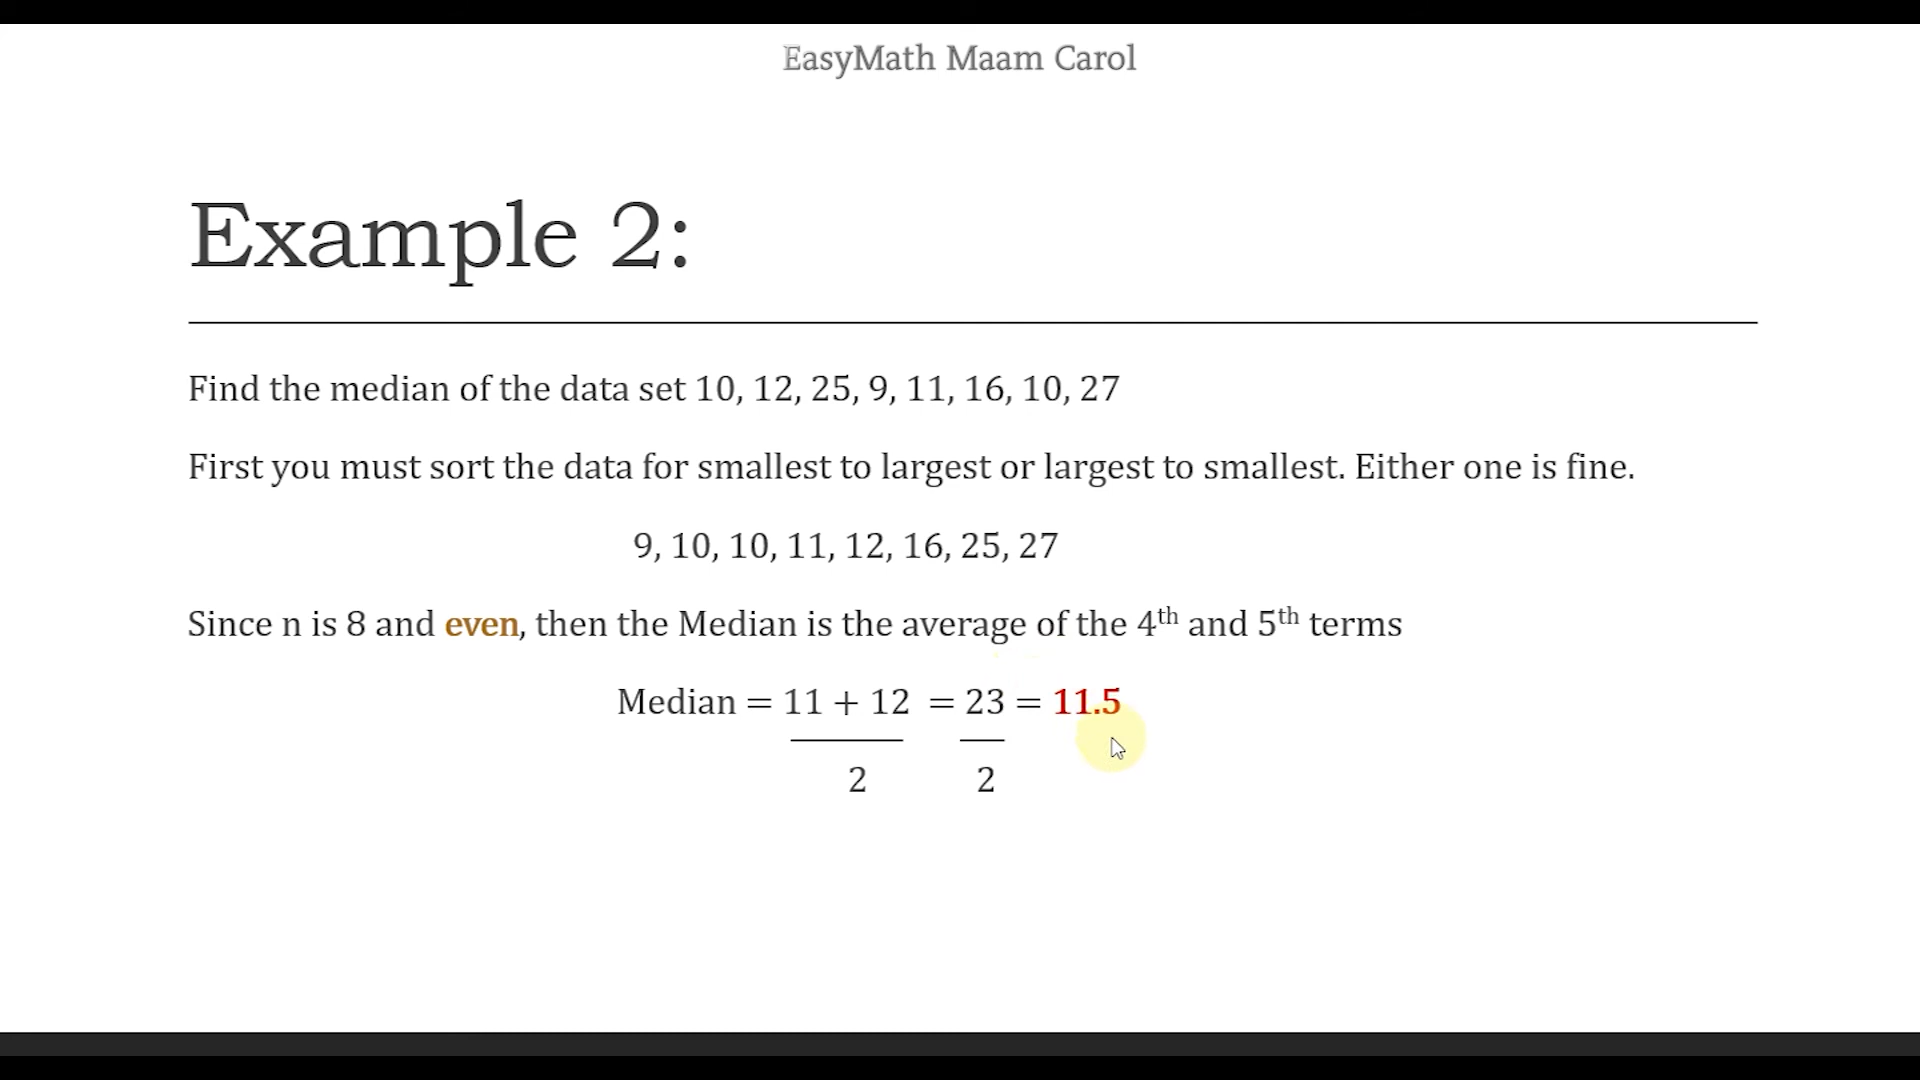 EasyMath Maam Carol
Example 2:
Find the median of the data set 10, 12, 25, 9, 11, 16, 10, 27
First you must sort the data for smallest to largest or largest to smallest. Either one is fine.
9, 10, 10, 11, 12, 16, 25, 27
Since n is 8 and even, then the Median is the average of the 4th and 5th terms
Median = 11 + 12 = 23 = 11.5
2 2